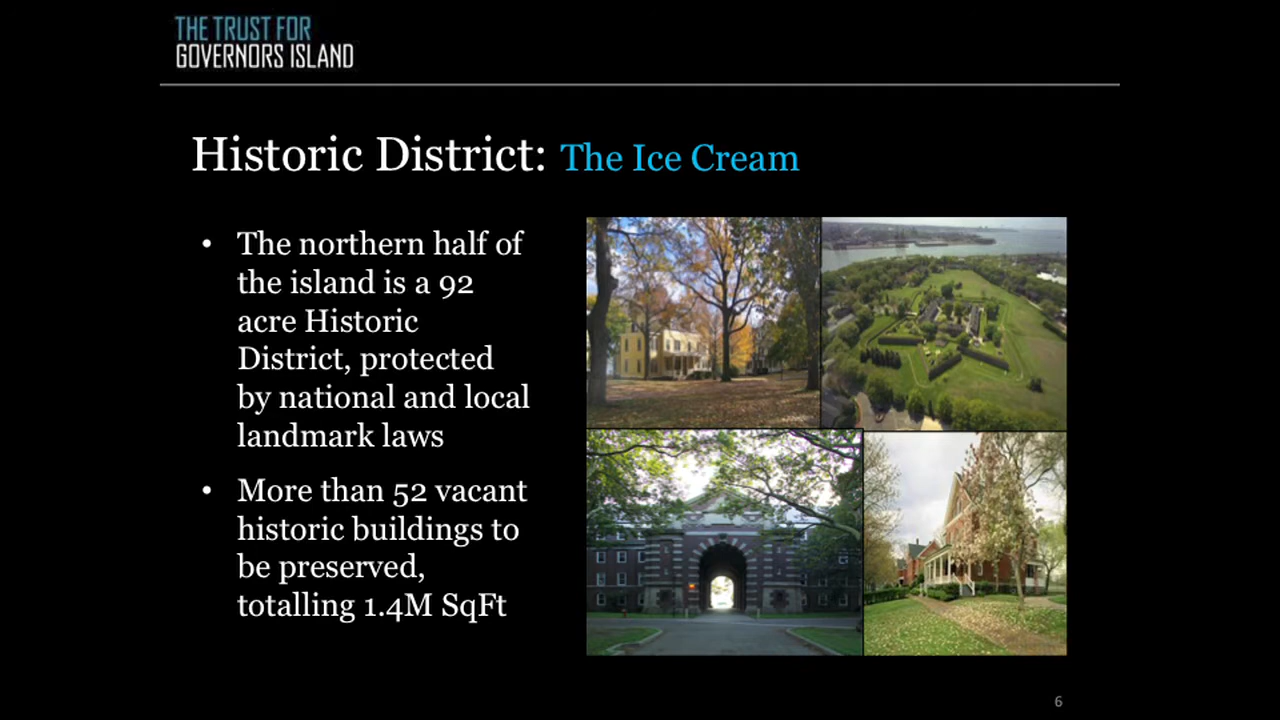 THE TRUST FOR
GOVERNORS ISLAND
Historic District: The Ice Cream
• The northern half of
the island is a 92
acre Historic
District, protected
by national and local
landmark laws
• More than 52 vacant
historic buildings to
be preserved,
totalling 1.4M SqFt
6